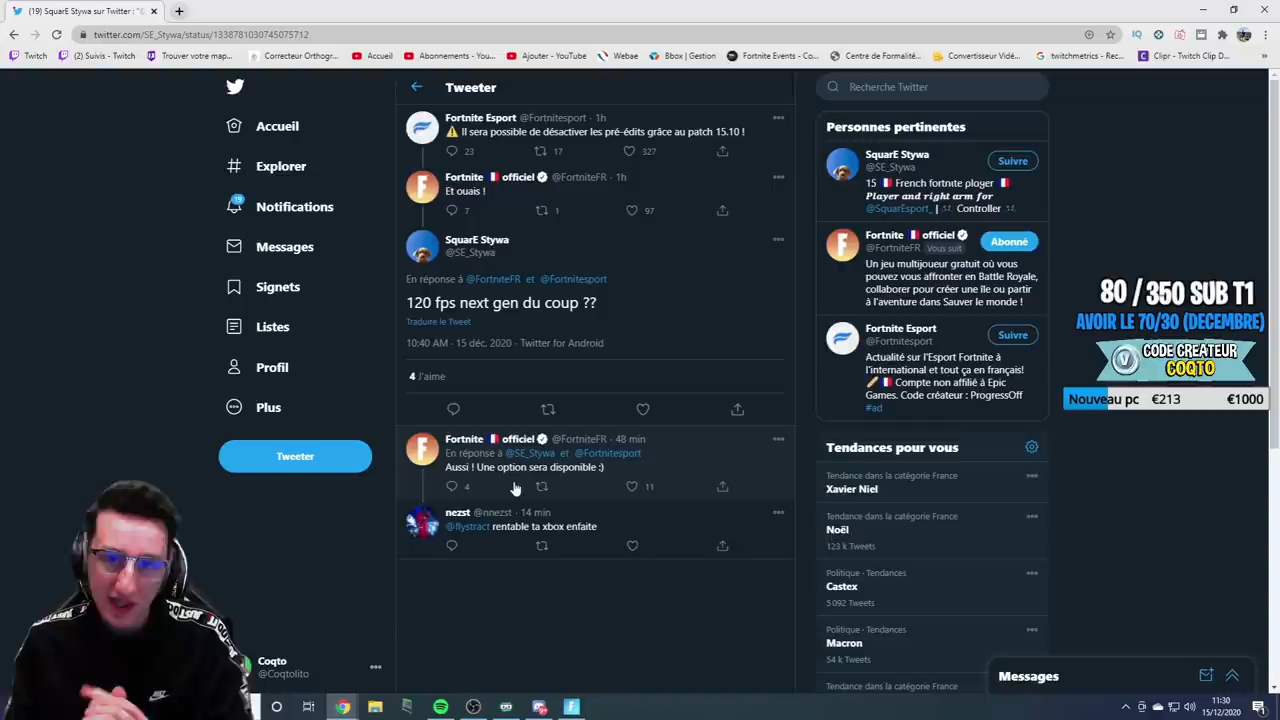 (19) SquarE Stywa sur Twitter : "
twitter.com/SE_Stywa/status/1338781030745075712
Twitch
(2) Suivis - Twitch
Trouver votre map...
Correcteur Orthogr...
Accueil
Abonnements - You...
Ajouter - YouTube
Webae
Bbox | Gestion
Fortnite Events - Co...
Centre de Formalité...
Convertisseur Vidé...
twitchmetrics - Rec...
Clipr - Twitch Clip D...
Accueil
Explorer
19
Notifications
Messages
Signets
Listes
Profil
Plus
Tweeter
Coqto
@Coqtolito
Tweeter
Fortnite Esport @Fortnitesport · 1h
⚠️ Il sera possible de désactiver les pré-édits grâce au patch 15.10 !
23 17 327
Fortnite 🇫🇷 officiel @FortniteFR · 1h
Et ouais !
7 1 97
SquarE Stywa
@SE_Stywa
En réponse à @FortniteFR et @Fortnitesport
120 fps next gen du coup ??
Traduire le Tweet
10:40 AM · 15 déc. 2020 · Twitter for Android
4 J'aime
Fortnite 🇫🇷 officiel @FortniteFR · 48 min
En réponse à @SE_Stywa et @Fortnitesport
Aussi ! Une option sera disponible :)
4 11
nezst @nnezst · 14 min
@flystract rentable ta xbox enfaite
Recherche Twitter
Personnes pertinentes
SquarE Stywa
@SE_Stywa
Suivre
15 🇫🇷 French fortnite player 🇫🇷
Player and right arm for
@SquarEsport_ | Controller
Fortnite 🇫🇷 officiel
@FortniteFR Vous suit
Abonné
Un jeu multijoueur gratuit où vous
pouvez vous affronter en Battle Royale,
collaborer pour créer une île ou partir
à l'aventure dans Sauver le monde !
Fortnite Esport
@Fortnitesport
Suivre
Actualité sur l'Esport Fortnite à
l'international et tout ça en français!
🥖 🇫🇷 Compte non affilié à Epic
Games. Code créateur : ProgressOff
#ad
Tendances pour vous
Tendance dans la catégorie France
Xavier Niel
Tendance dans la catégorie France
Noël
123 k Tweets
Politique · Tendances
Castex
5 092 Tweets
Politique · Tendances
Macron
54 k Tweets
Tendance dans la catégorie France
Messages
80 / 350 SUB T1
AVOIR LE 70/30 (DECEMBRE)
V
CODE CREATEUR
COQTO
Nouveau pc €213 €1000
11:30
15/12/2020